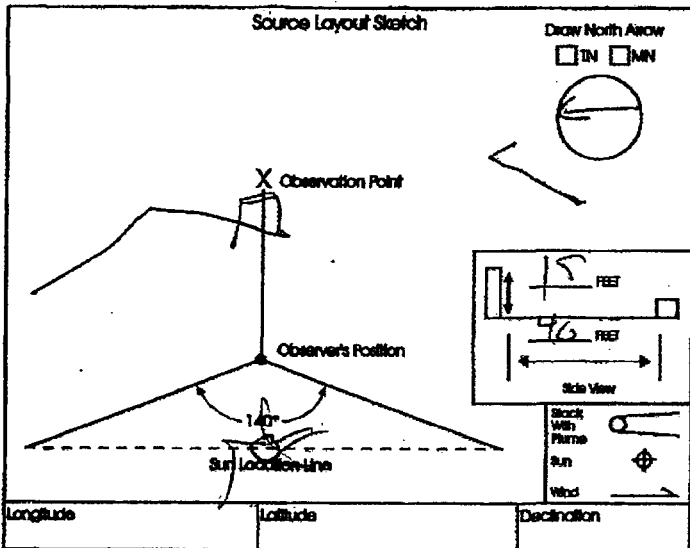 Source Layout Sketch
Draw North Arrow
TN MN
X Observation Point
15 FEET
Observer's Position
FEET
Side View
140°
Sun Location Line
Stack
With
Plume
Sun
Wind
Longitude Latitude Declination